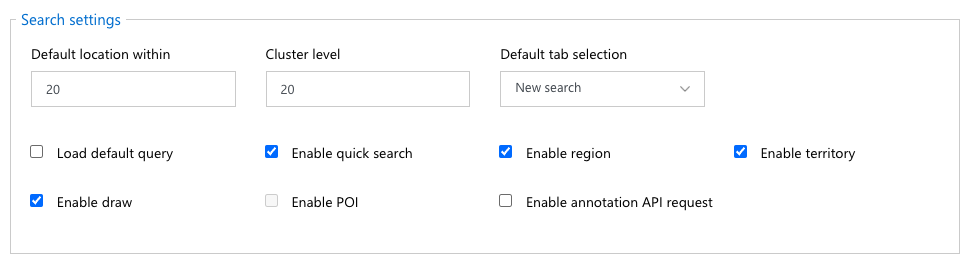 Search settings
Default location within Cluster level Default tab selection
20 20 New search
Load default query Enable quick search Enable region Enable territory
Enable draw Enable POI Enable annotation API request